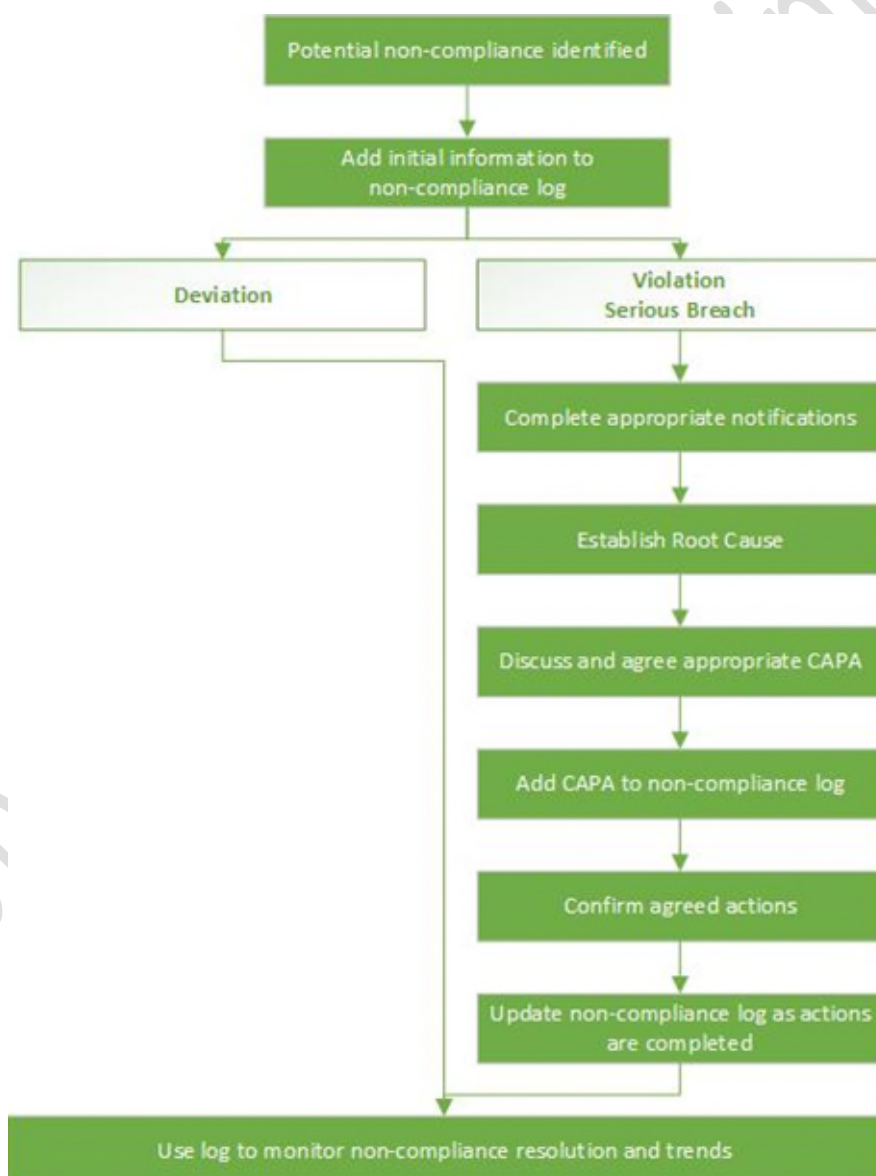 Potential non-compliance identified
Add initial information to
non-compliance log
Deviation
Violation
Serious Breach
Complete appropriate notifications
Establish Root Cause
Discuss and agree appropriate CAPA
Add CAPA to non-compliance log
Confirm agreed actions
Update non-compliance log as actions
are completed
Use log to monitor non-compliance resolution and trends